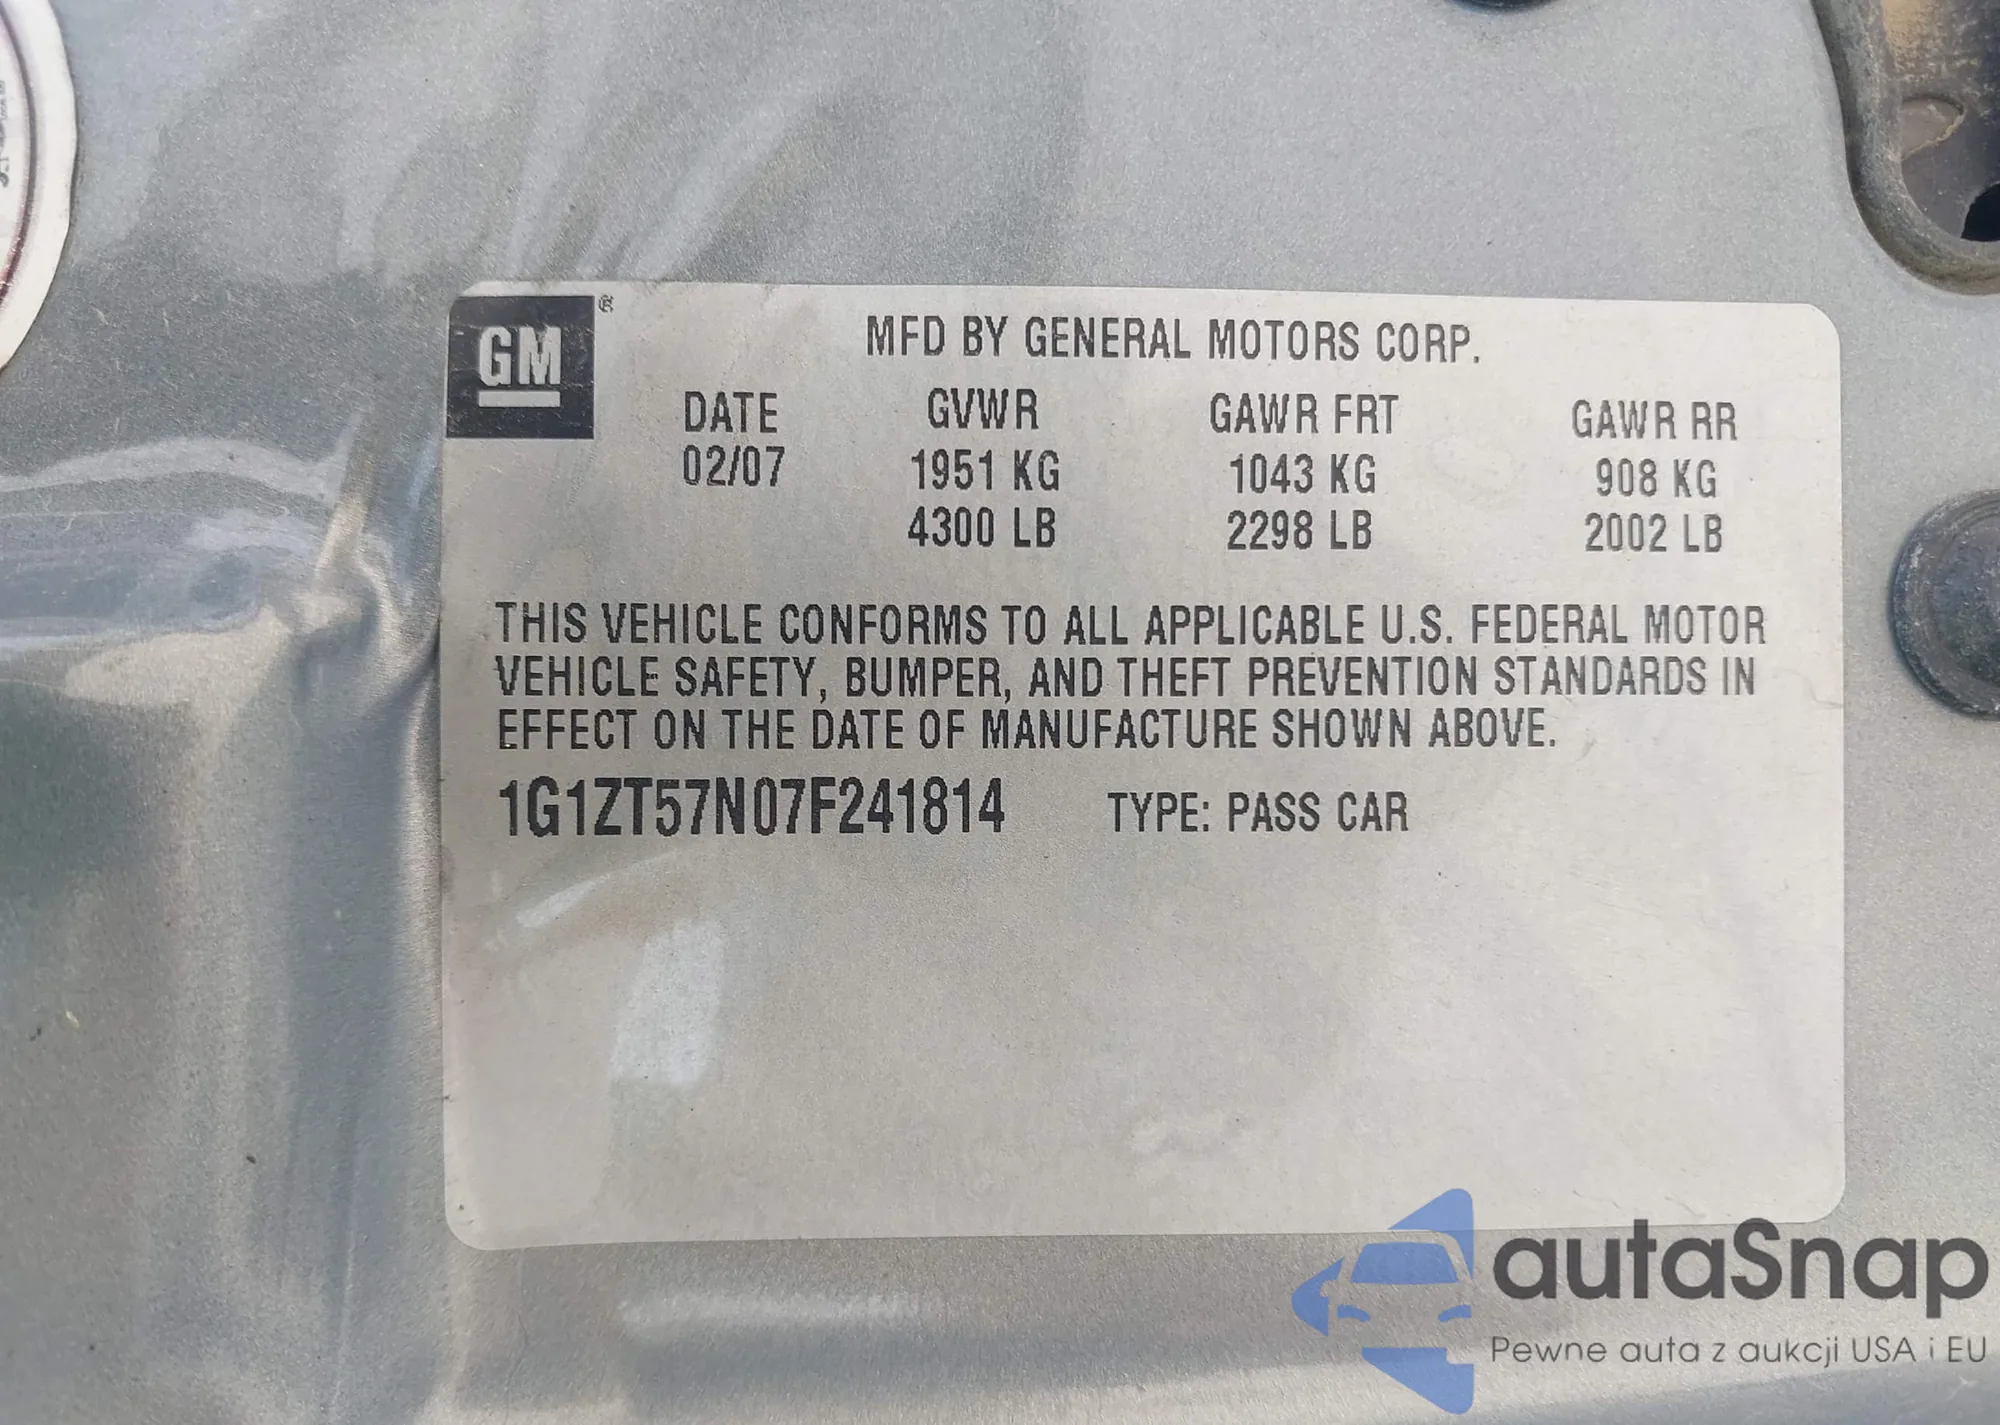 GM®
MFD BY GENERAL MOTORS CORP.
DATE GVWR GAWR FRT GAWR RR
02/07 1951 KG 1043 KG 908 KG
4300 LB 2298 LB 2002 LB
THIS VEHICLE CONFORMS TO ALL APPLICABLE U.S. FEDERAL MOTOR
VEHICLE SAFETY, BUMPER, AND THEFT PREVENTION STANDARDS IN
EFFECT ON THE DATE OF MANUFACTURE SHOWN ABOVE.
1G1ZT57N07F241814 TYPE: PASS CAR
autaSnap
Pewne auta z aukcji USA i EU